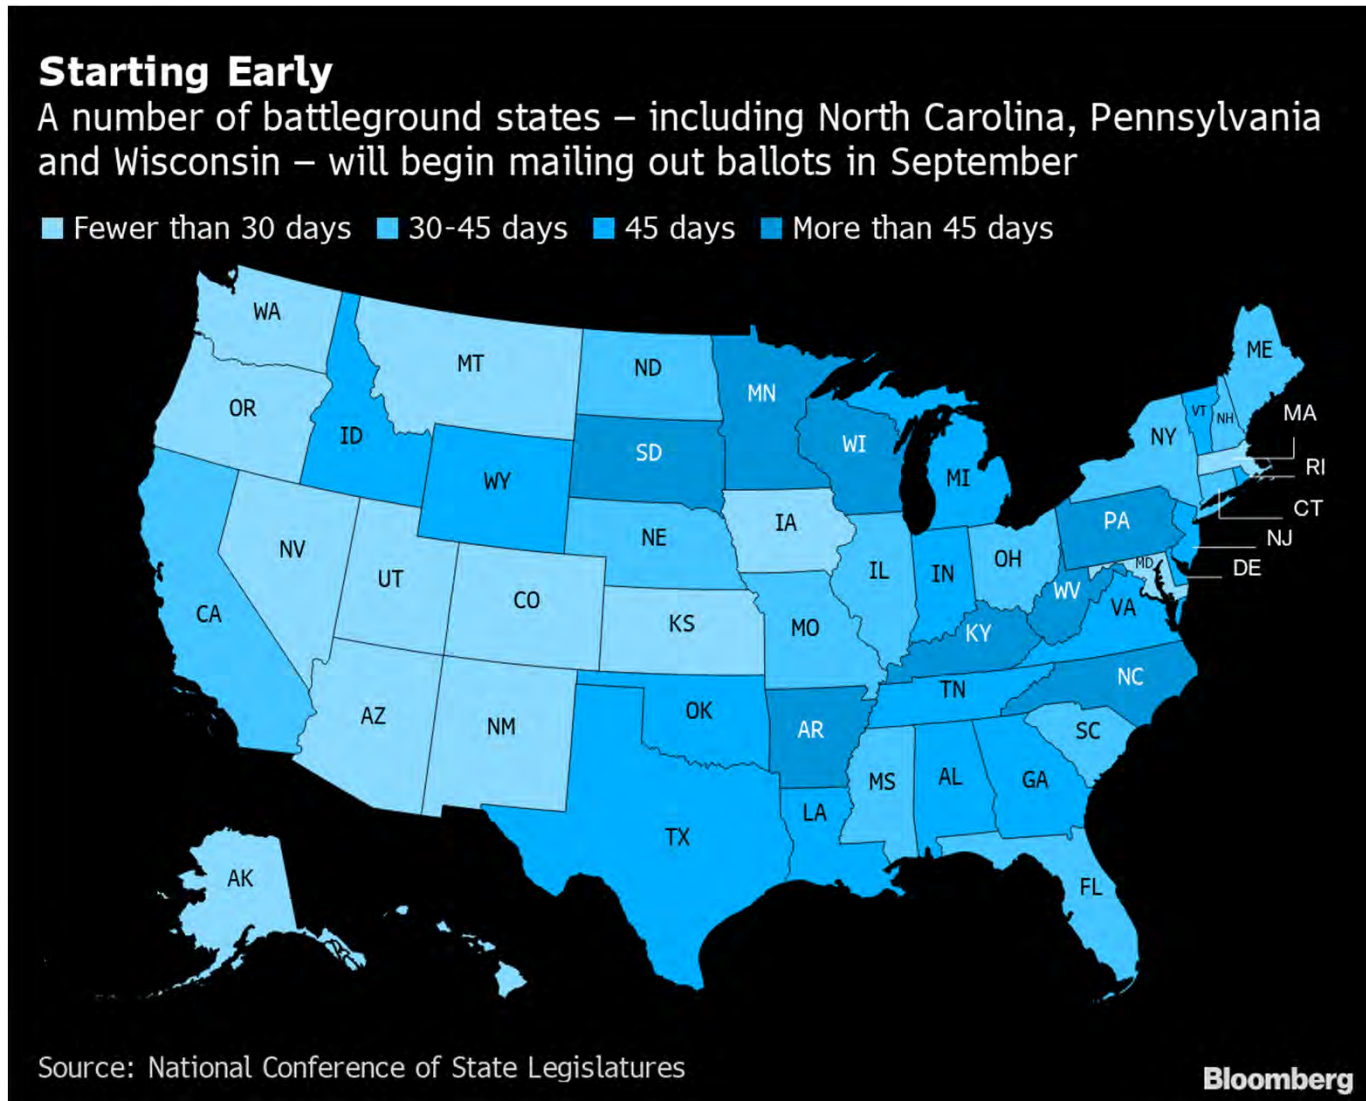 Starting Early
A number of battleground states – including North Carolina, Pennsylvania
and Wisconsin – will begin mailing out ballots in September
Fewer than 30 days 30-45 days 45 days More than 45 days
WA
MT
ND
MN
ME
OR
ID
SD
WI
MI
NY
VT
NH
MA
RI
CT
WY
NE
IA
PA
NJ
NV
UT
CO
IL
IN
OH
MD
DE
CA
KS
MO
WV
VA
KY
AZ
NM
OK
AR
TN
NC
SC
TX
LA
MS
AL
GA
AK
FL
Source: National Conference of State Legislatures
Bloomberg